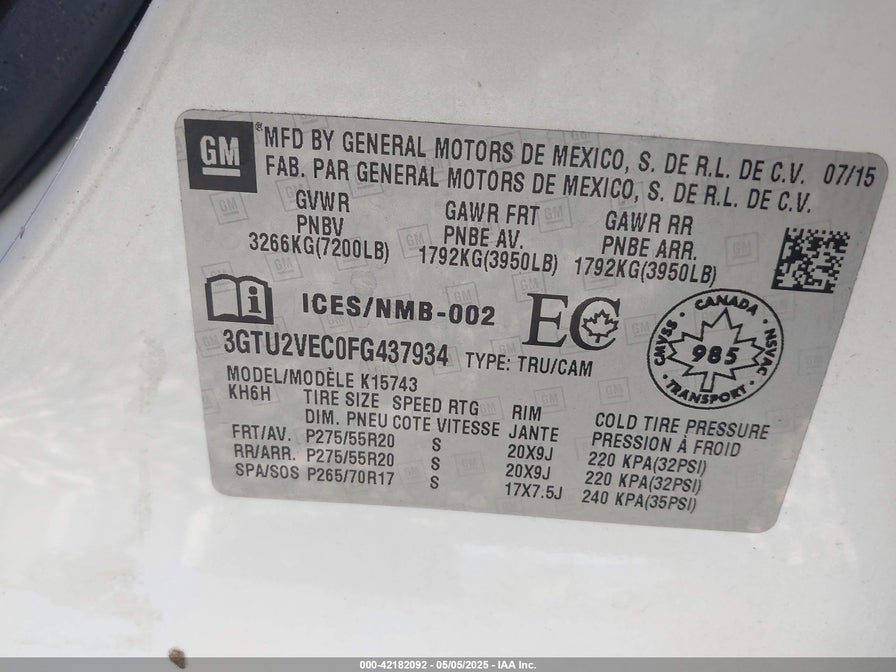 GM
® MFD BY GENERAL MOTORS DE MEXICO, S. DE R.L. DE C.V. 07/15
FAB. PAR GENERAL MOTORS DE MEXICO, S. DE R.L. DE C.V.
GVWR GAWR FRT GAWR RR
PNBV PNBE AV. PNBE ARR.
3266KG(7200LB) 1792KG(3950LB) 1792KG(3950LB)
i ICES/NMB-002 EC
CANADA
CMVSS 985 NSVAC
TRANSPORT
3GTU2VEC0FG437934 TYPE: TRU/CAM
MODEL/MODÈLE K15743
KH6H TIRE SIZE SPEED RTG RIM COLD TIRE PRESSURE
DIM. PNEU COTE VITESSE JANTE PRESSION À FROID
FRT/AV. P275/55R20 S 20X9J 220 KPA(32PSI)
RR/ARR. P275/55R20 S 20X9J 220 KPA(32PSI)
SPA/SOS P265/70R17 S 17X7.5J 240 KPA(35PSI)
000-42182092 - 05/05/2025 - IAA Inc.